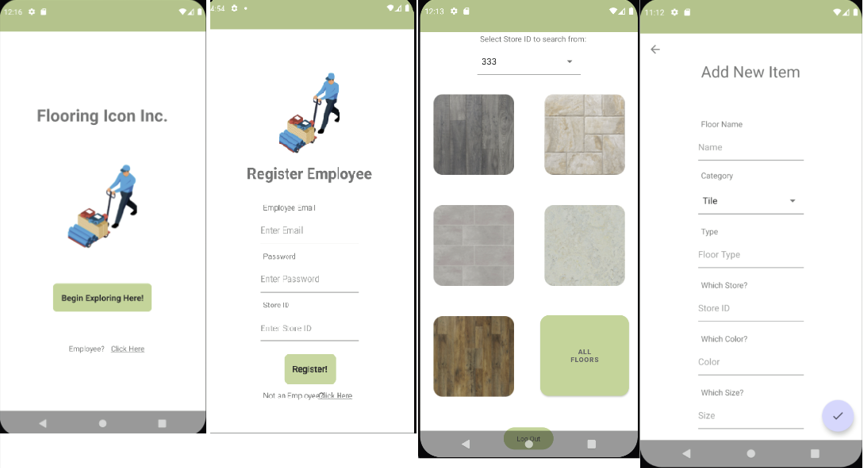 12:16
Flooring Icon Inc.
Begin Exploring Here!
Employee? Click Here
4:54
Register Employee
Employee Email
Enter Email
Password
Enter Password
Store ID
Enter Store ID
Register!
Not an Employee?Click Here
12:13
Select Store ID to search from:
333
ALL
FLOORS
Log Out
11:12
Add New Item
Floor Name
Name
Category
Tile
Type
Floor Type
Which Store?
Store ID
Which Color?
Color
Which Size?
Size